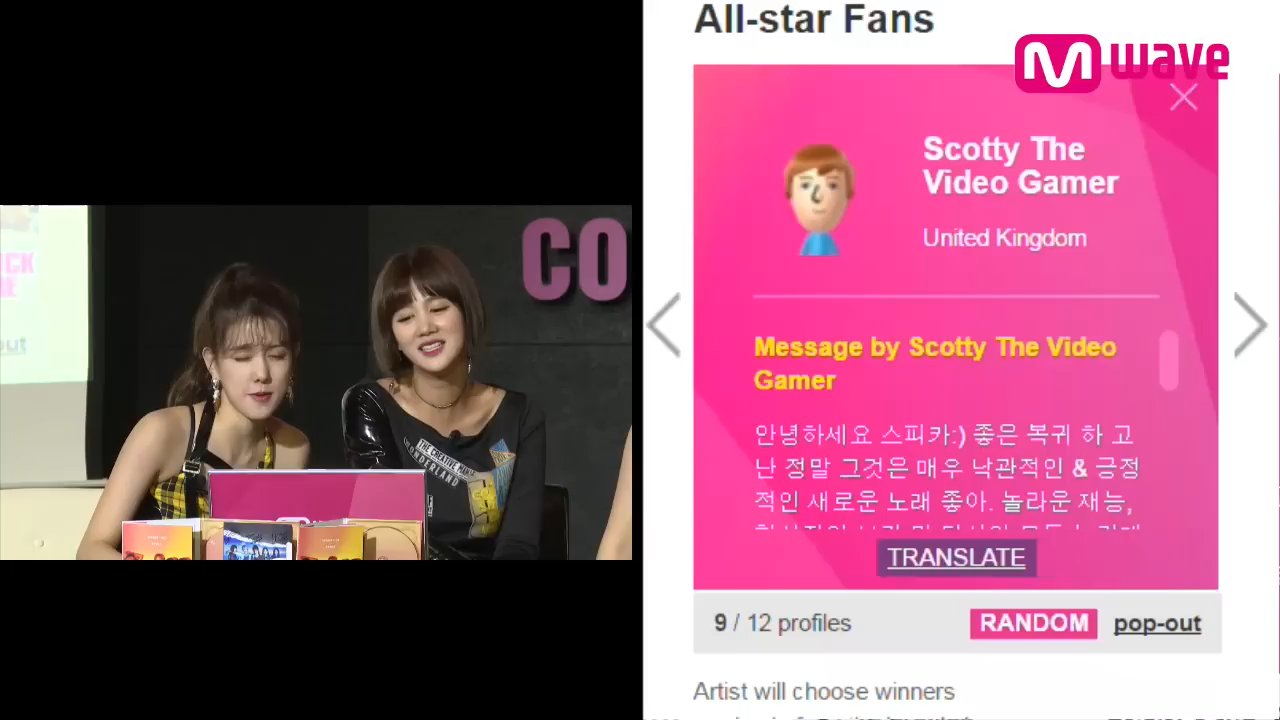 All-star Fans
M wave
Scotty The
Video Gamer
United Kingdom
Message by Scotty The Video
Gamer
안녕하세요 스피카:) 좋은 복귀 하 고
난 정말 그것은 매우 낙관적인 & 긍정
적인 새로운 노래 좋아. 놀라운 재능,
TRANSLATE
9 / 12 profiles
RANDOM
pop-out
Artist will choose winners
CO
THE CREATIVE